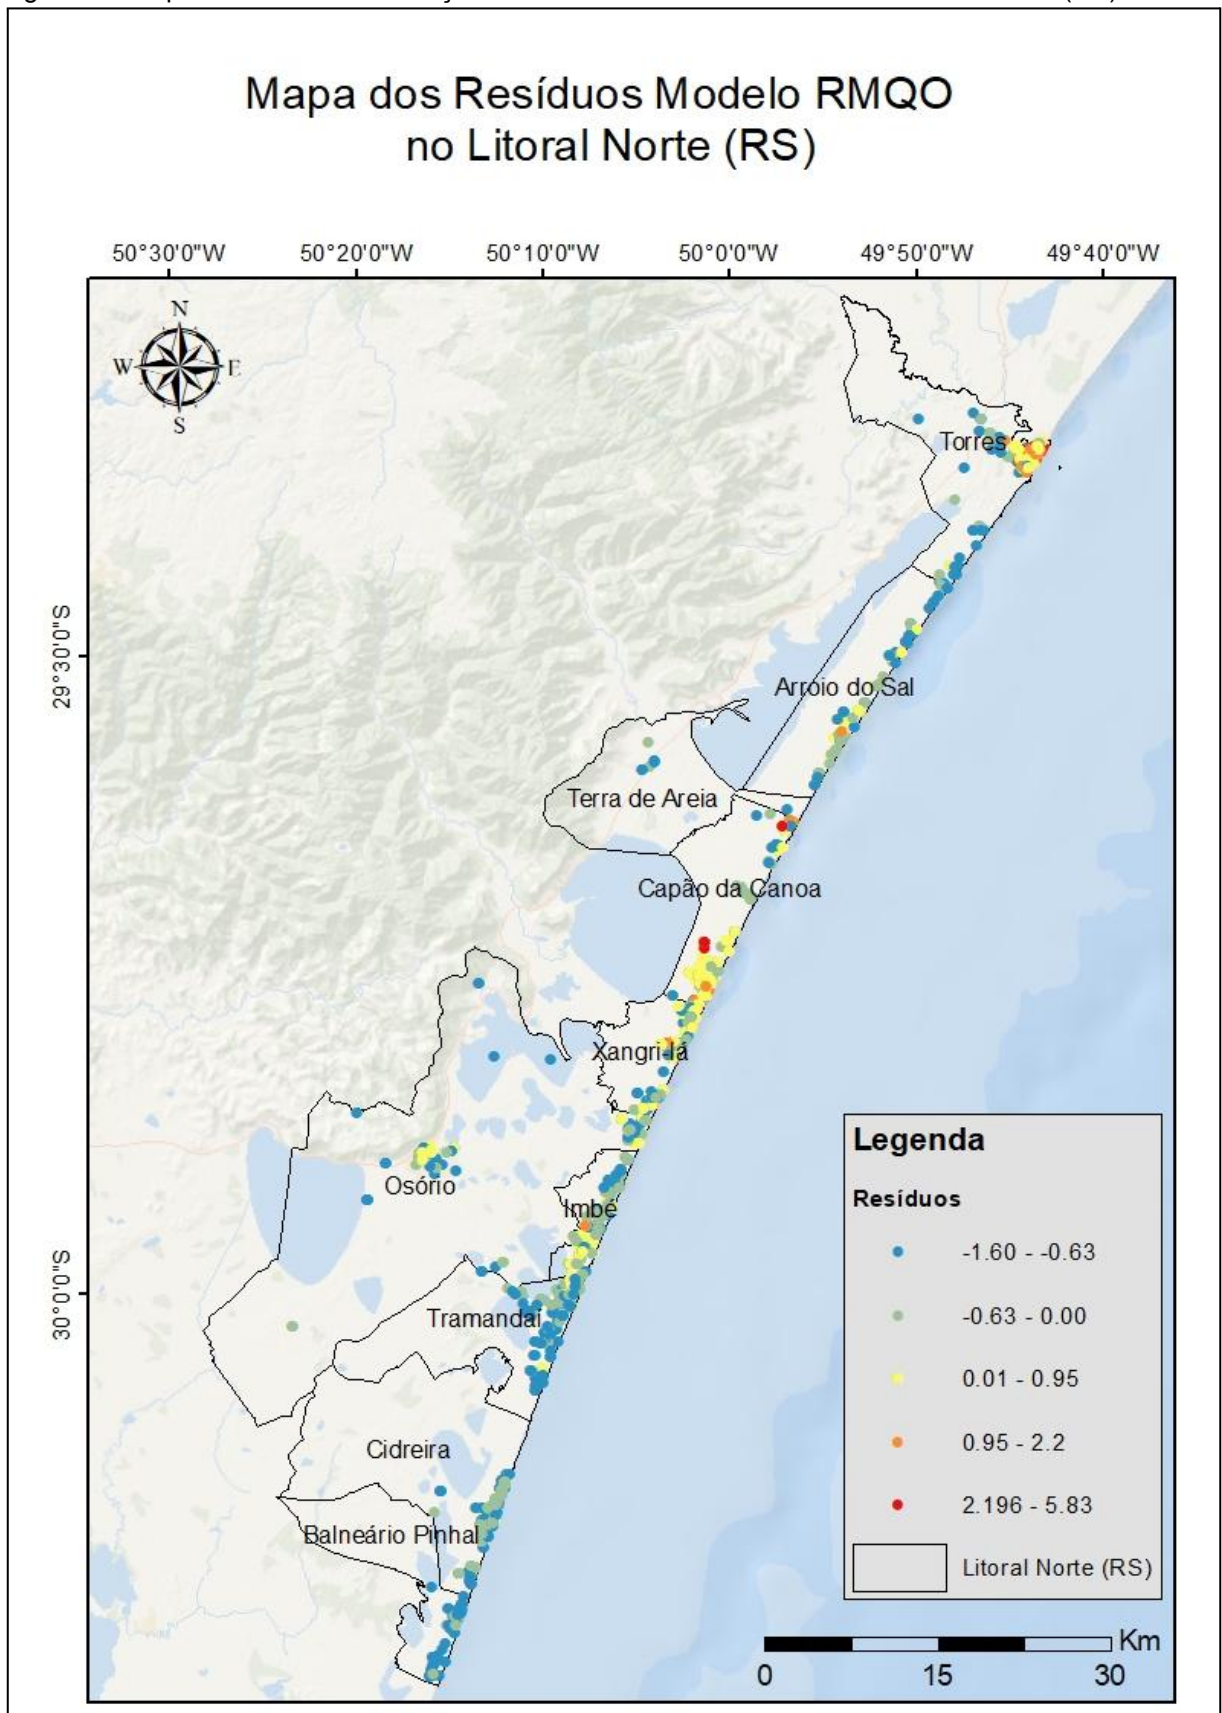 Mapa dos Resíduos Modelo RMQO
no Litoral Norte (RS)
50°30'0"W 50°20'0"W 50°10'0"W 50°0'0"W 49°50'0"W 49°40'0"W
N
W E
S
Torres
29°30'0"S
Arroio do Sal
Terra de Areia
Capão da Canoa
Xangri-lá
Osório
Imbé
30°0'0"S
Tramandaí
Cidreira
Balneário Pinhal
Legenda
Resíduos
-1.60 - -0.63
-0.63 - 0.00
0.01 - 0.95
0.95 - 2.2
2.196 - 5.83
Litoral Norte (RS)
Km
0 15 30